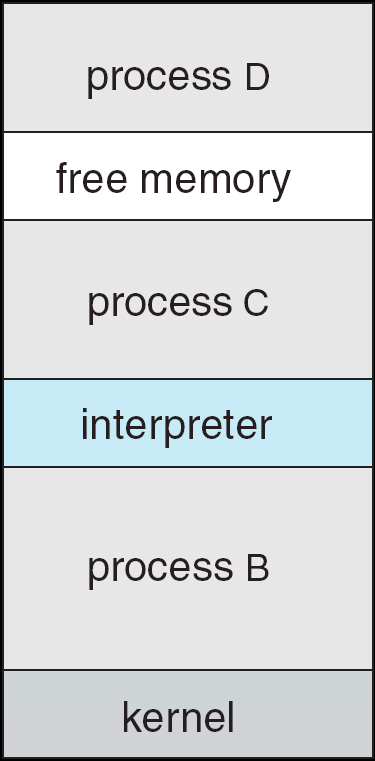 process D
free memory
process C
interpreter
process B
kernel